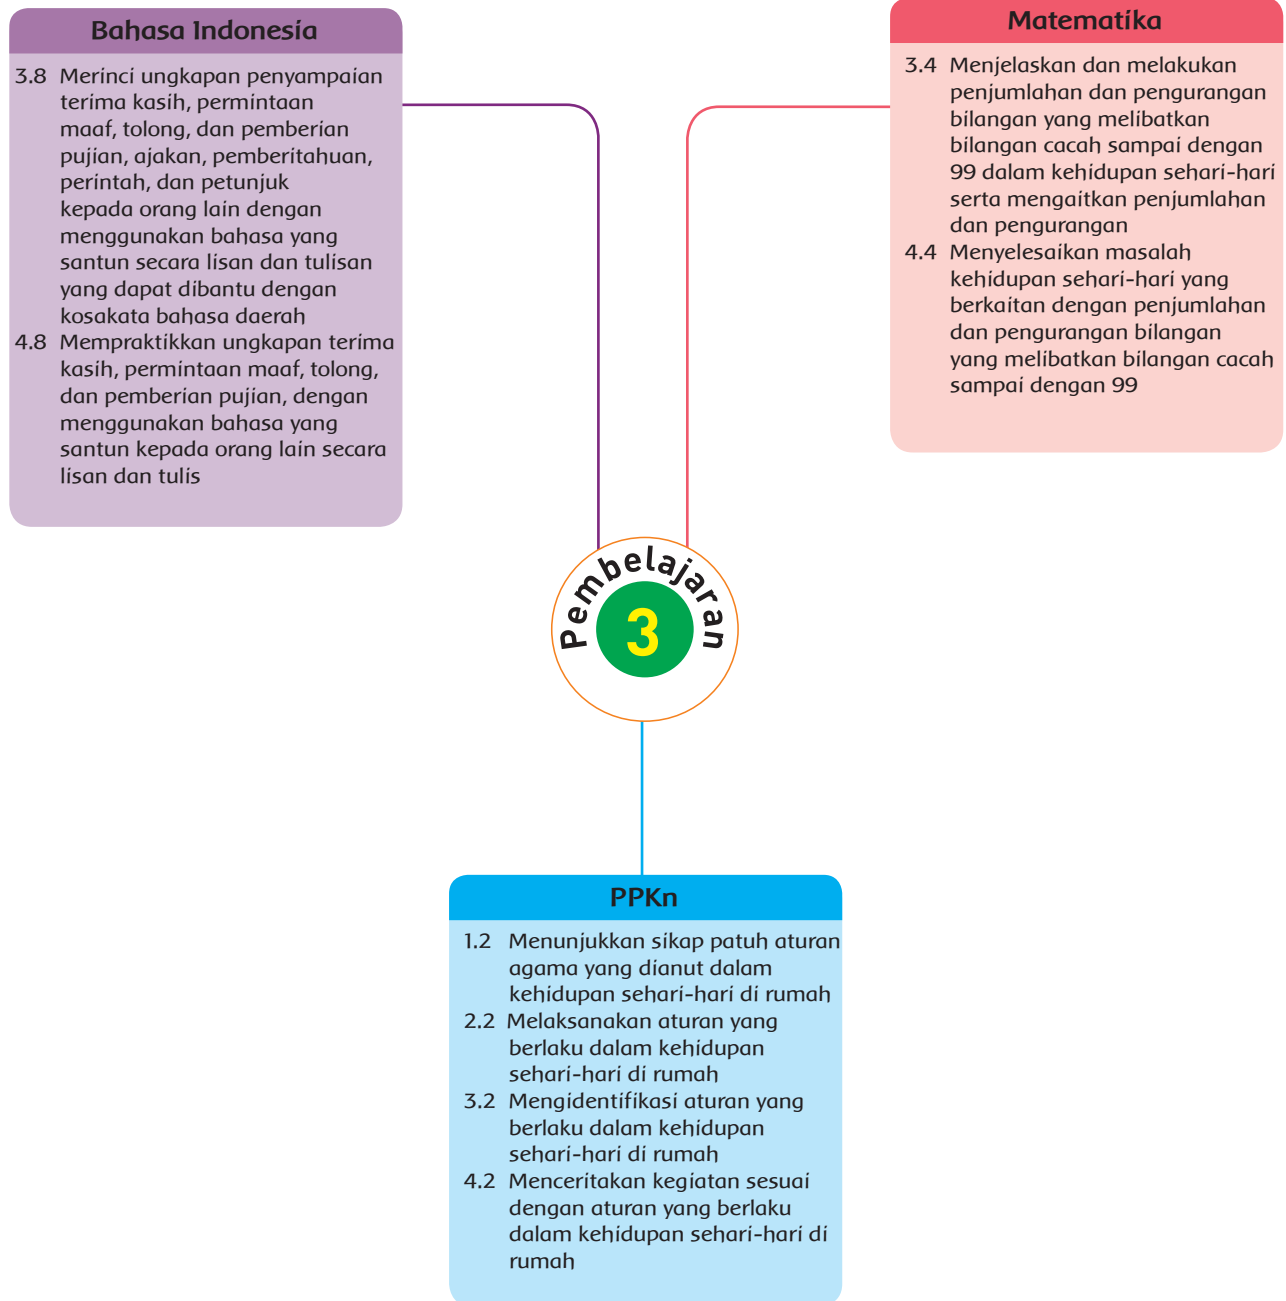 Bahasa Indonesia
3.8 Merinci ungkapan penyampaian
terima kasih, permintaan
maaf, tolong, dan pemberian
pujian, ajakan, pemberitahuan,
perintah, dan petunjuk
kepada orang lain dengan
menggunakan bahasa yang
santun secara lisan dan tulisan
yang dapat dibantu dengan
kosakata bahasa daerah
4.8 Mempraktikkan ungkapan terima
kasih, permintaan maaf, tolong,
dan pemberian pujian, dengan
menggunakan bahasa yang
santun kepada orang lain secara
lisan dan tulis
Matematika
3.4 Menjelaskan dan melakukan
penjumlahan dan pengurangan
bilangan yang melibatkan
bilangan cacah sampai dengan
99 dalam kehidupan sehari-hari
serta mengaitkan penjumlahan
dan pengurangan
4.4 Menyelesaikan masalah
kehidupan sehari-hari yang
berkaitan dengan penjumlahan
dan pengurangan bilangan
yang melibatkan bilangan cacah
sampai dengan 99
Pembelajaran
3
PPKn
1.2 Menunjukkan sikap patuh aturan
agama yang dianut dalam
kehidupan sehari-hari di rumah
2.2 Melaksanakan aturan yang
berlaku dalam kehidupan
sehari-hari di rumah
3.2 Mengidentifikasi aturan yang
berlaku dalam kehidupan
sehari-hari di rumah
4.2 Menceritakan kegiatan sesuai
dengan aturan yang berlaku
dalam kehidupan sehari-hari di
rumah